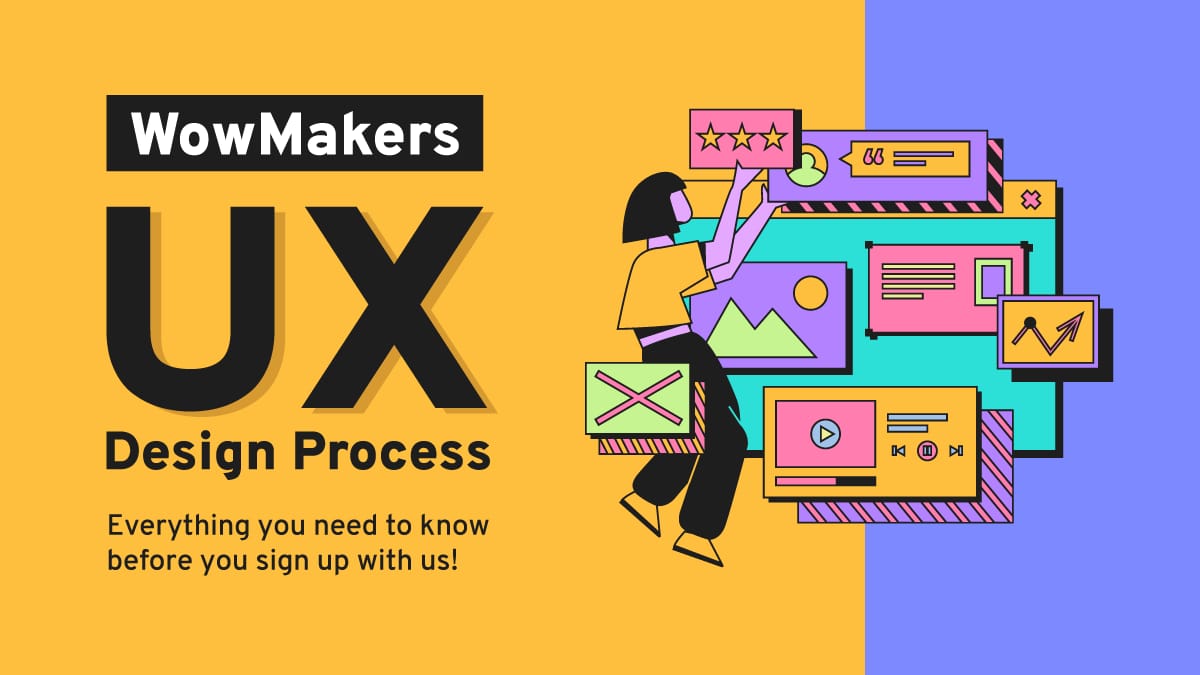 WowMakers
UX
Design Process
Everything you need to know
before you sign up with us!